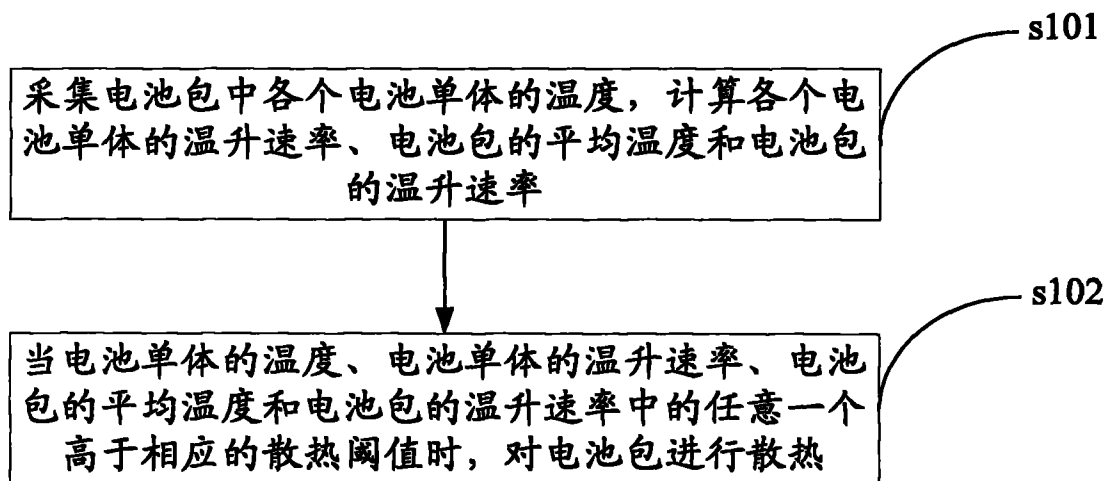 s101
采集电池包中各个电池单体的温度，计算各个电
池单体的温升速率、电池包的平均温度和电池包
的温升速率
s102
当电池单体的温度、电池单体的温升速率、电池
包的平均温度和电池包的温升速率中的任意一个
高于相应的散热阈值时，对电池包进行散热